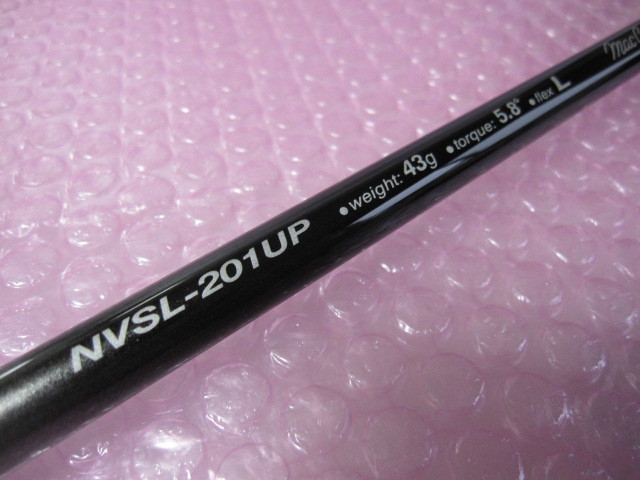 NVSL-201UP •weight: 43g •torque: 5.8° •flex L